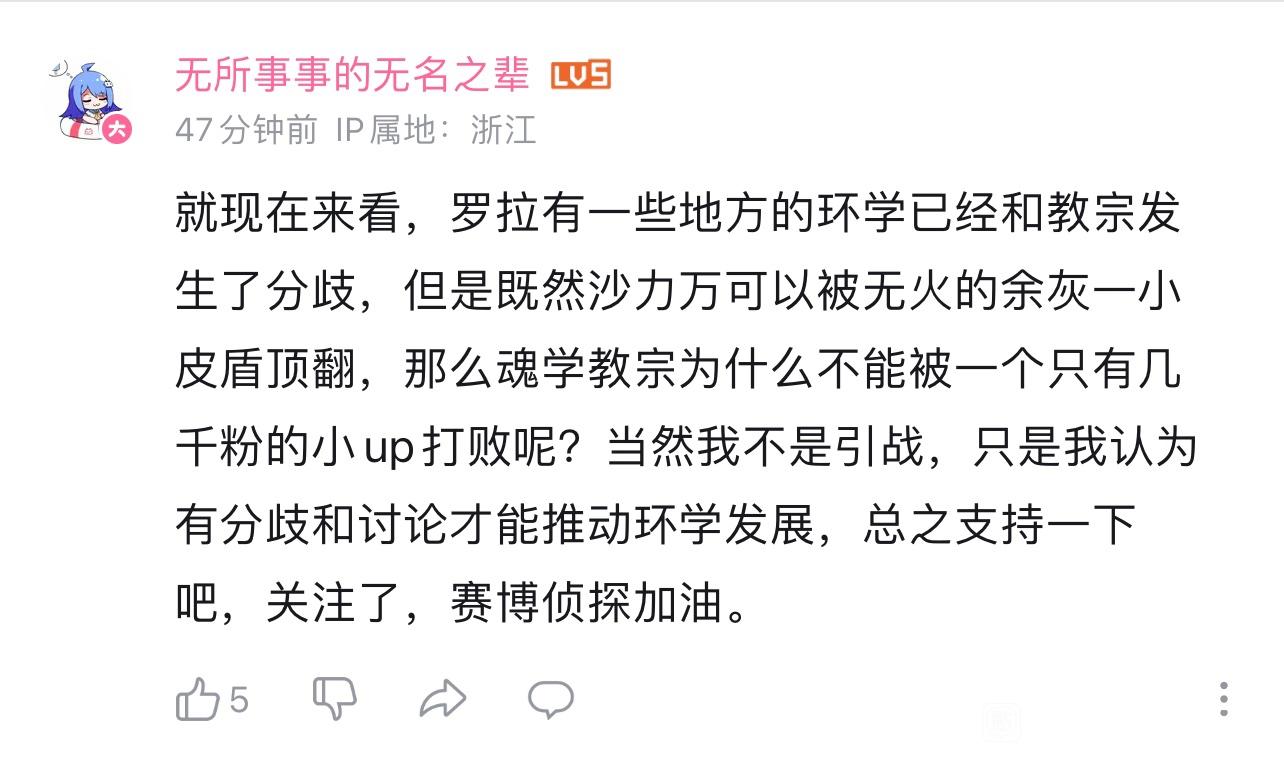 无所事事的无名之辈 LV5
47分钟前 IP属地：浙江
就现在来看，罗拉有一些地方的环学已经和教宗发
生了分歧，但是既然沙力万可以被无火的余灰一小
皮盾顶翻，那么魂学教宗为什么不能被一个只有几
千粉的小up打败呢？当然我不是引战，只是我认为
有分歧和讨论才能推动环学发展，总之支持一下
吧，关注了，赛博侦探加油。
5